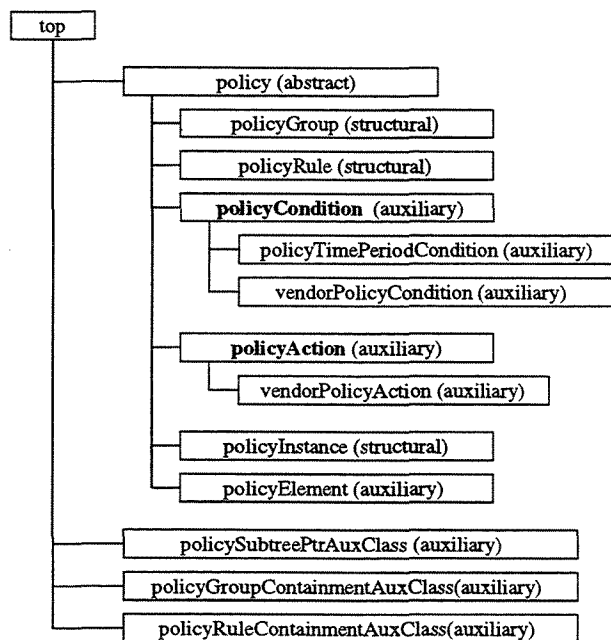 top
policy (abstract)
policyGroup (structural)
policyRule (structural)
policyCondition (auxiliary)
policyTimePeriodCondition (auxiliary)
vendorPolicyCondition (auxiliary)
policyAction (auxiliary)
vendorPolicyAction (auxiliary)
policyInstance (structural)
policyElement (auxiliary)
policySubtreePtrAuxClass (auxiliary)
policyGroupContainmentAuxClass(auxiliary)
policyRuleContainmentAuxClass(auxiliary)